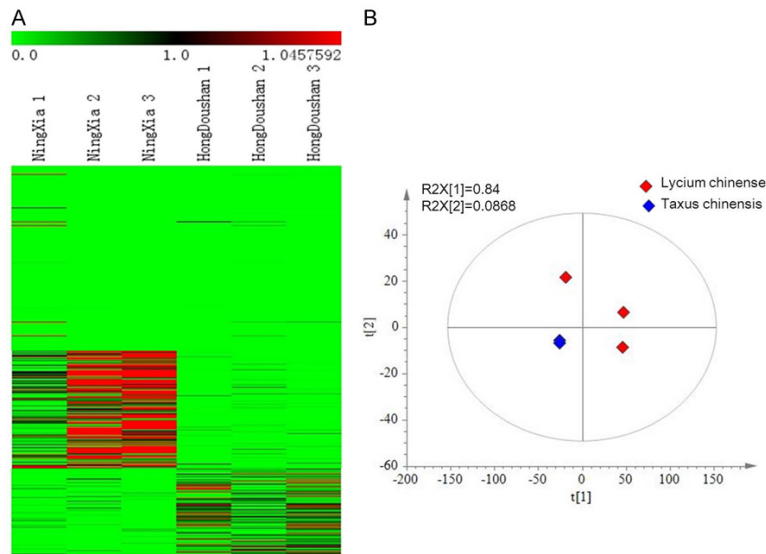 A
0.0 1.0 1.0457592
NingXia 1
NingXia 2
NingXia 3
HongDoushan 1
HongDoushan 2
HongDoushan 3
B
R2X[1]=0.84
R2X[2]=0.0868
Lycium chinense
Taxus chinensis
t[2]
40
20
0
-20
-40
-60
-200 -150 -100 -50 0 50 100 150
t[1]